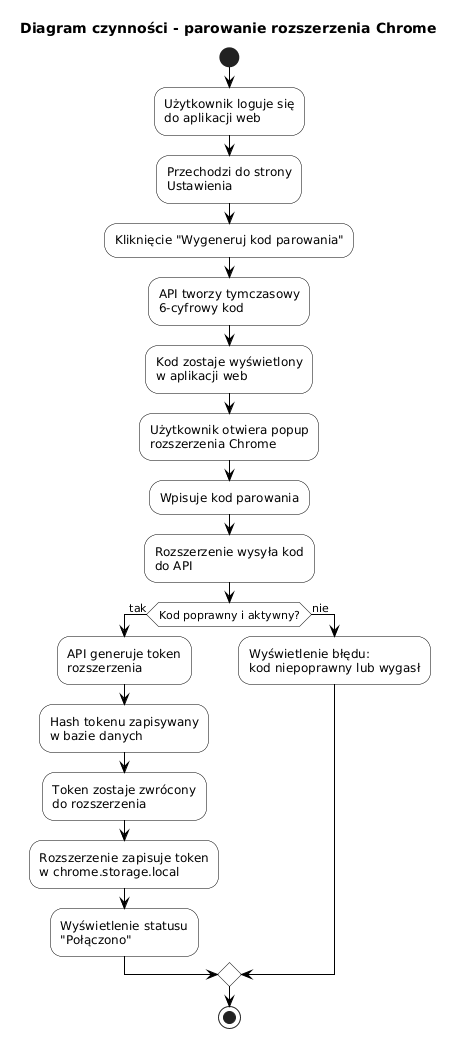 Diagram czynności - parowanie rozszerzenia Chrome
Użytkownik loguje się
do aplikacji web
Przechodzi do strony
Ustawienia
Kliknięcie "Wygeneruj kod parowania"
API tworzy tymczasowy
6-cyfrowy kod
Kod zostaje wyświetlony
w aplikacji web
Użytkownik otwiera popup
rozszerzenia Chrome
Wpisuje kod parowania
Rozszerzenie wysyła kod
do API
Kod poprawny i aktywny?
tak
nie
API generuje token
rozszerzenia
Hash tokenu zapisywany
w bazie danych
Token zostaje zwrócony
do rozszerzenia
Rozszerzenie zapisuje token
w chrome.storage.local
Wyświetlenie statusu
"Połączono"
Wyświetlenie błędu:
kod niepoprawny lub wygasł